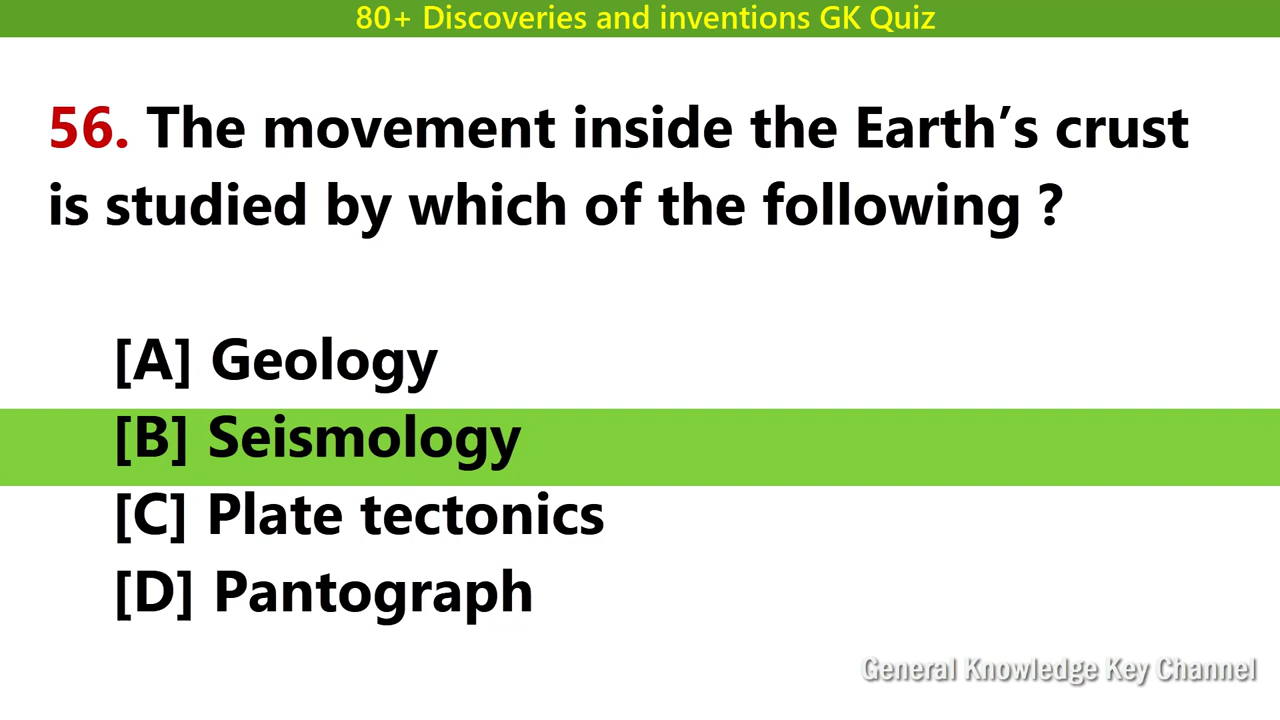 80+ Discoveries and inventions GK Quiz
56. The movement inside the Earth’s crust
is studied by which of the following ?
[A] Geology
[B] Seismology
[C] Plate tectonics
[D] Pantograph
General Knowledge Key Channel